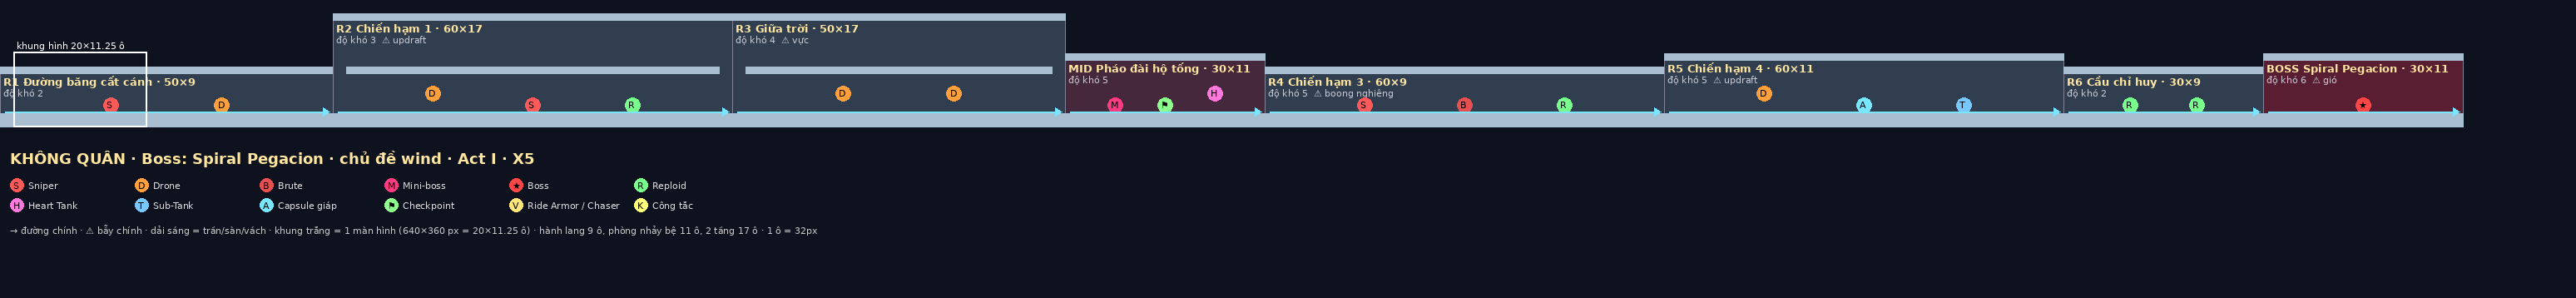 khung hình 20×11.25 ô
R1 Đường băng cất cánh · 50×9
độ khó 2
S
D
R2 Chiến hạm 1 · 60×17
độ khó 3 ⚠ updraft
D
S
R
R3 Giữa trời · 50×17
độ khó 4 ⚠ vực
D
D
MID Pháo đài hộ tống · 30×11
độ khó 5
M
⚑
H
R4 Chiến hạm 3 · 60×9
độ khó 5 ⚠ boong nghiêng
S
B
R
R5 Chiến hạm 4 · 60×11
độ khó 5 ⚠ updraft
D
A
T
R6 Cầu chỉ huy · 30×9
độ khó 2
R
R
BOSS Spiral Pegacion · 30×11
độ khó 6 ⚠ gió
★
KHÔNG QUÂN · Boss: Spiral Pegacion · chủ đề wind · Act I · X5
S Sniper
D Drone
B Brute
M Mini-boss
★ Boss
R Reploid
H Heart Tank
T Sub-Tank
A Capsule giáp
⚑ Checkpoint
V Ride Armor / Chaser
K Công tắc
→ đường chính · ⚠ bẫy chính · dải sáng = trần/sàn/vách · khung trắng = 1 màn hình (640×360 px = 20×11.25 ô) · hành lang 9 ô, phòng nhảy bệ 11 ô, 2 tầng 17 ô · 1 ô = 32px